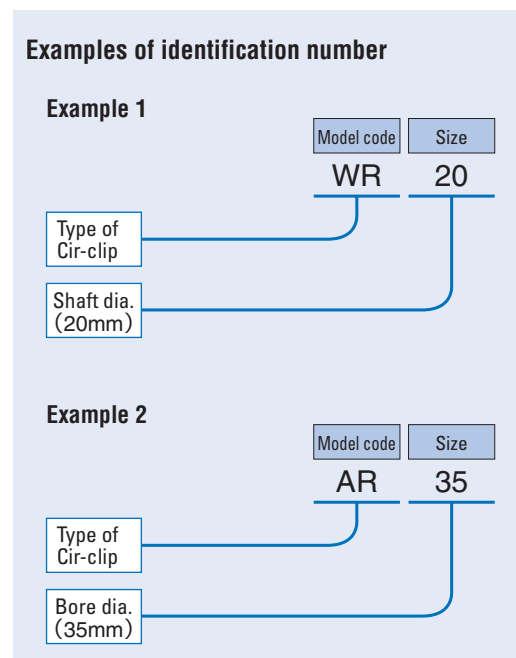 Examples of identification number
Example 1
Model code Size
WR 20
Type of
Cir-clip
Shaft dia.
(20mm)
Example 2
Model code Size
AR 35
Type of
Cir-clip
Bore dia.
(35mm)